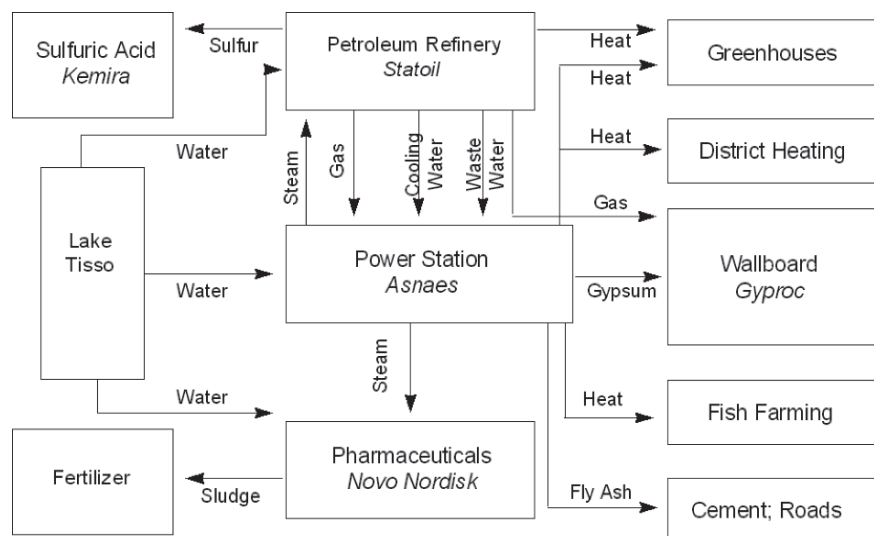 Sulfuric Acid
Kemira
Sulfur
Petroleum Refinery
Statoil
Heat
Greenhouses
Heat
Water
Steam
Gas
Cooling
Water
Waste
Water
Heat
District Heating
Gas
Lake
Tisso
Water
Power Station
Asnaes
Gypsum
Wallboard
Gyproc
Steam
Water
Heat
Fish Farming
Fertilizer
Sludge
Pharmaceuticals
Novo Nordisk
Fly Ash
Cement; Roads